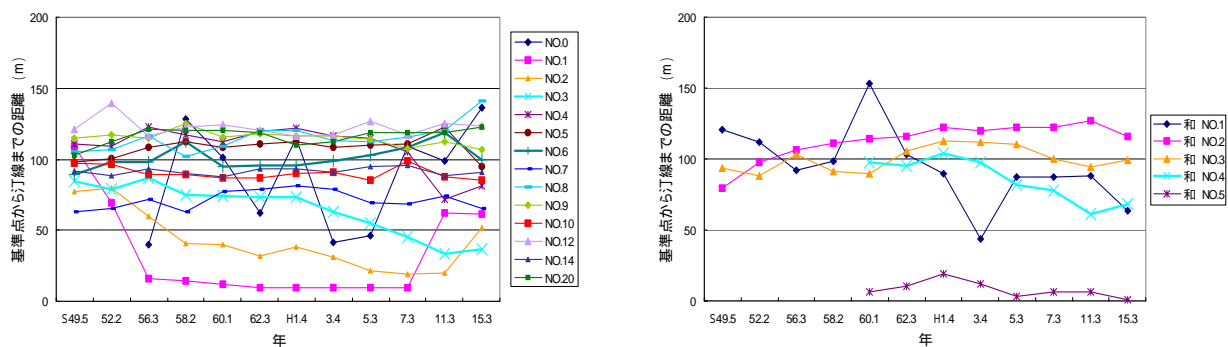 200
150
100
50
0
基準点から汀線までの距離 (m)
S49.5 52.2 56.3 58.2 60.1 62.3 H1.4 3.4 5.3 7.3 11.3 15.3
年
NO.0
NO.1
NO.2
NO.3
NO.4
NO.5
NO.6
NO.7
NO.8
NO.9
NO.10
NO.12
NO.14
NO.20
200
150
100
50
0
基準点から汀線までの距離 (m)
S49.5 52.2 56.3 58.2 60.1 62.3 H1.4 3.4 5.3 7.3 11.3 15.3
年
和 NO.1
和 NO.2
和 NO.3
和 NO.4
和 NO.5